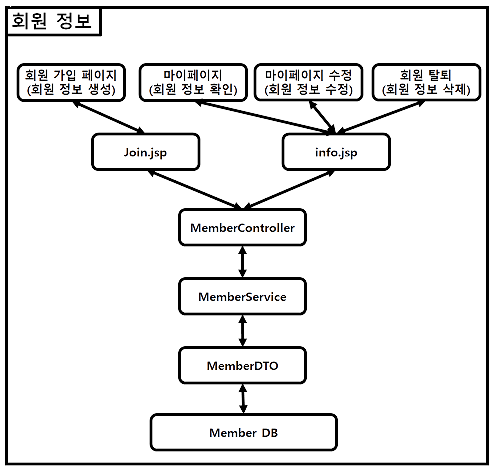 회원 정보
회원 가입 페이지
(회원 정보 생성)
마이페이지
(회원 정보 확인)
마이페이지 수정
(회원 정보 수정)
회원 탈퇴
(회원 정보 삭제)
Join.jsp
info.jsp
MemberController
MemberService
MemberDTO
Member DB